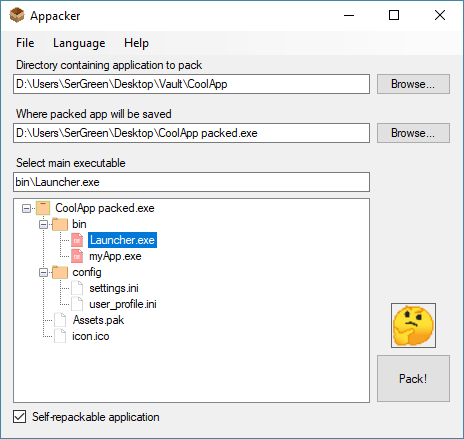 Appacker
File Language Help
Directory containing application to pack
D:\Users\SerGreen\Desktop\Vault\CoolApp Browse...
Where packed app will be saved
D:\Users\SerGreen\Desktop\CoolApp packed.exe Browse...
Select main executable
bin\Launcher.exe
CoolApp packed.exe
bin
Launcher.exe
myApp.exe
config
settings.ini
user_profile.ini
Assets.pak
icon.ico
Pack!
Self-repackable application